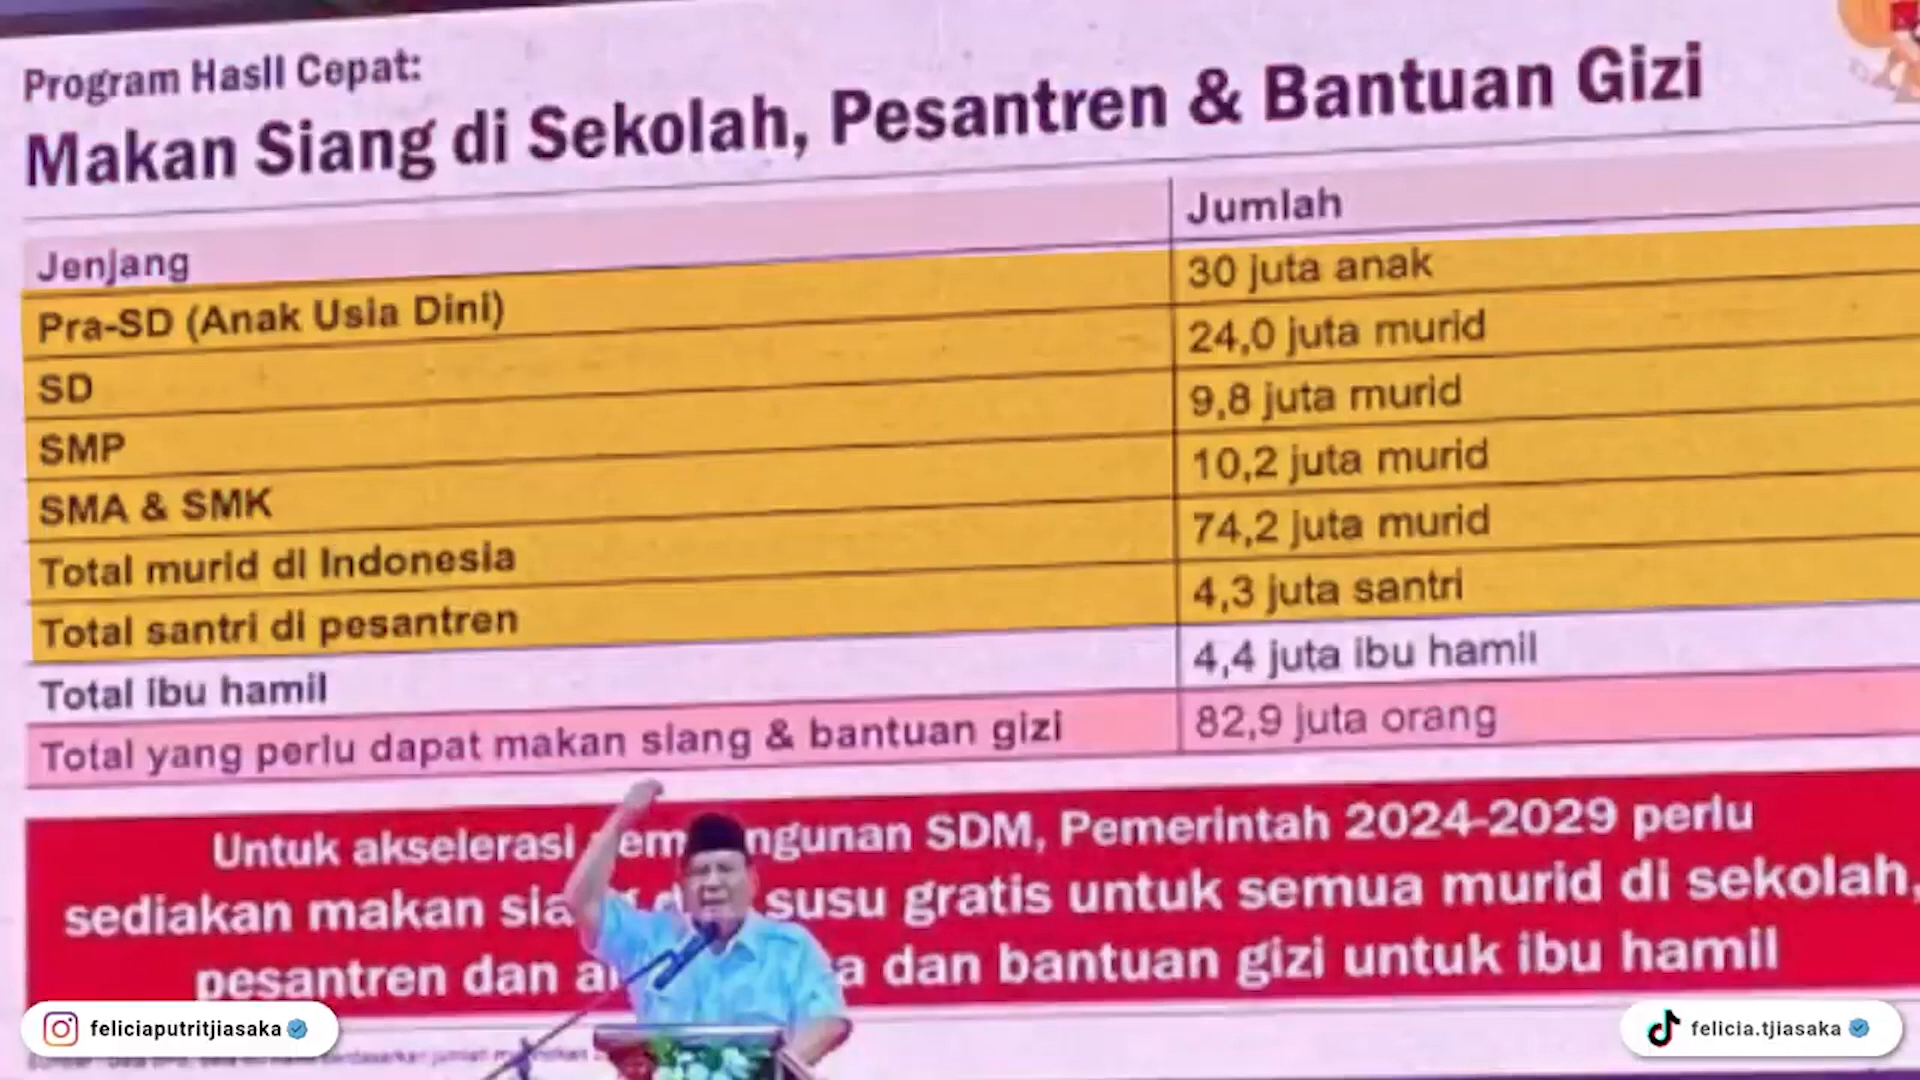 Program Hasil Cepat:
Makan Siang di Sekolah, Pesantren & Bantuan Gizi
Jenjang Jumlah
Pra-SD (Anak Usia Dini) 30 juta anak
SD 24,0 juta murid
SMP 9,8 juta murid
SMA & SMK 10,2 juta murid
Total murid di Indonesia 74,2 juta murid
Total santri di pesantren 4,3 juta santri
Total ibu hamil 4,4 juta ibu hamil
Total yang perlu dapat makan siang & bantuan gizi 82,9 juta orang
Untuk akselerasi ngunan SDM, Pemerintah 2024-2029 perlu
sediakan makan susu gratis untuk semua murid di sekolah,
pesantren dan dan bantuan gizi untuk ibu hamil
feliciaputritjiasaka
felicia.tjiasaka